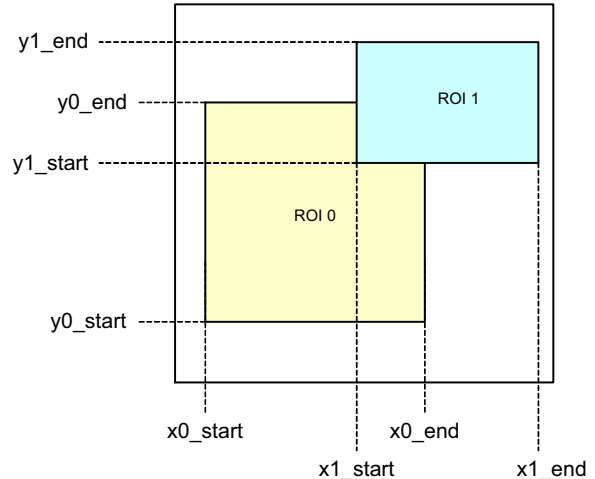 y1_end
y0_end
ROI 1
y1_start
ROI 0
y0_start
x0_start
x0_end
x1_start
x1_end